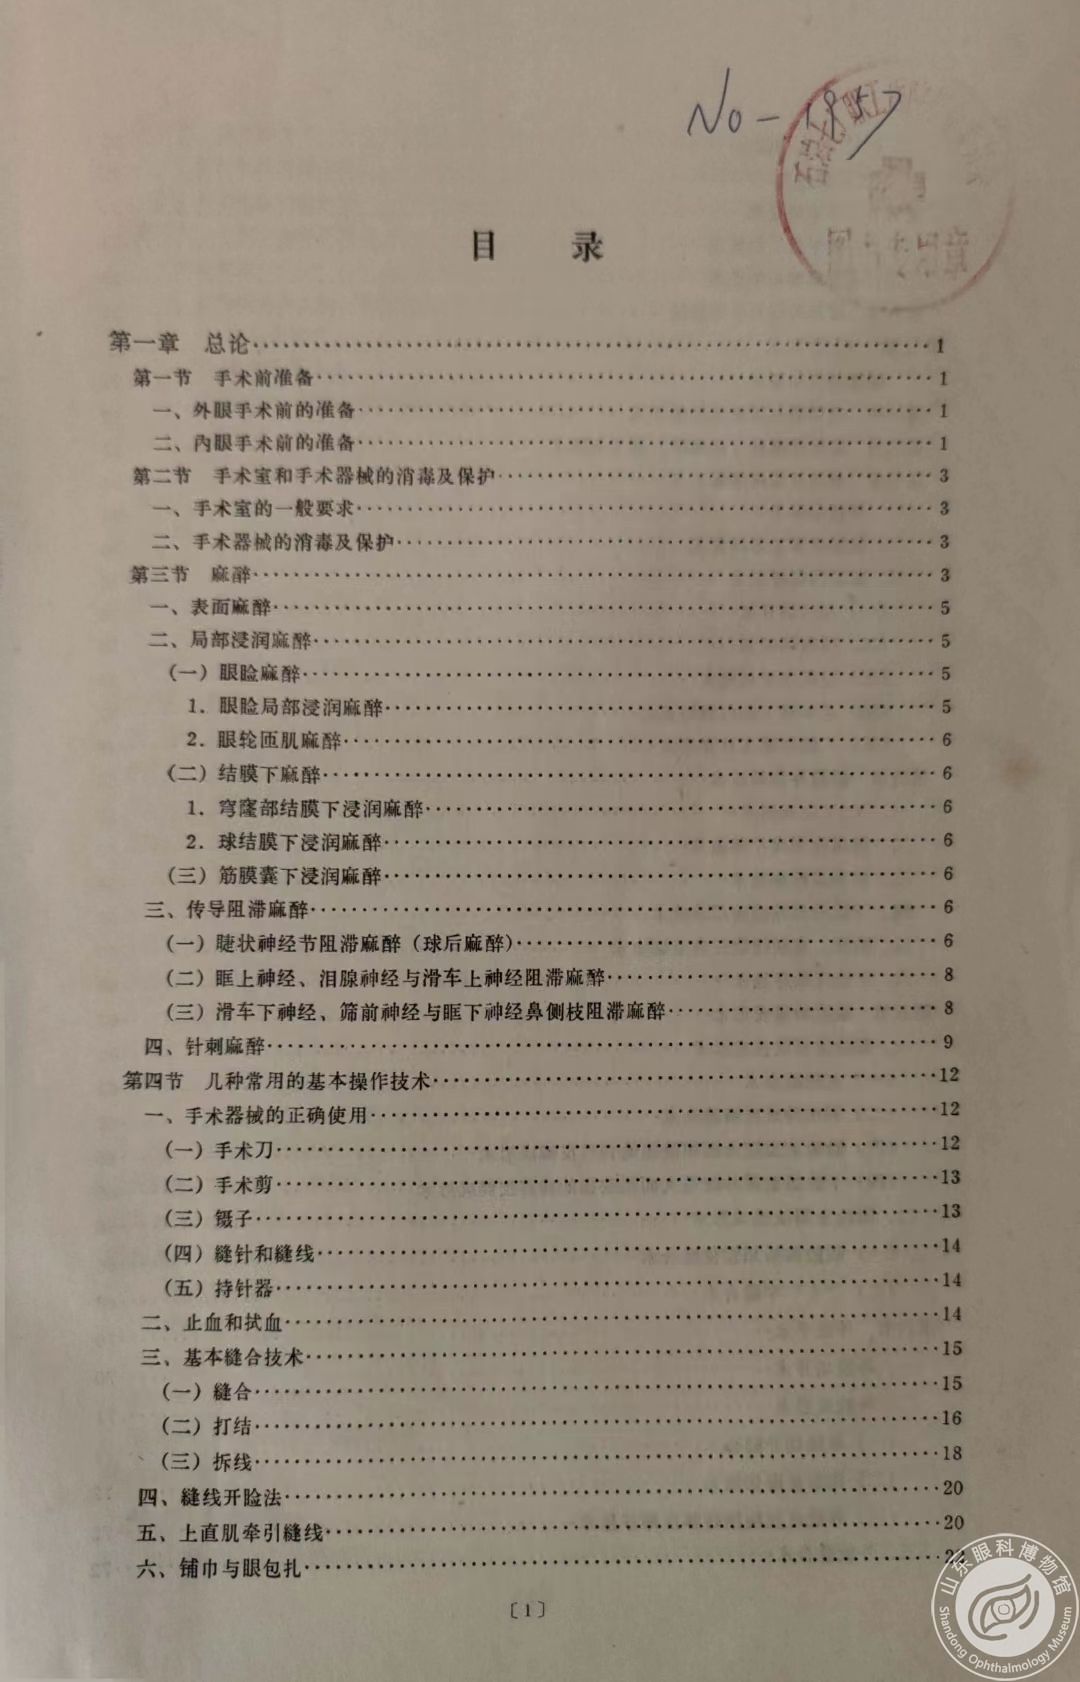 No-1857
目 录
第一章 总论……1
第一节 手术前准备……1
一、外眼手术前的准备……1
二、内眼手术前的准备……1
第二节 手术室和手术器械的消毒及保护……3
一、手术室的一般要求……3
二、手术器械的消毒及保护……3
第三节 麻醉……3
一、表面麻醉……5
二、局部浸润麻醉……5
(一)眼睑麻醉……5
1. 眼睑局部浸润麻醉……5
2. 眼轮匝肌麻醉……6
(二)结膜下麻醉……6
1. 穹窿部结膜下浸润麻醉……6
2. 球结膜下浸润麻醉……6
(三)筋膜囊下浸润麻醉……6
三、传导阻滞麻醉……6
(一)睫状神经节阻滞麻醉(球后麻醉)……6
(二)眶上神经、泪腺神经与滑车上神经阻滞麻醉……8
(三)滑车下神经、筛前神经与眶下神经鼻侧枝阻滞麻醉……8
四、针刺麻醉……9
第四节 几种常用的基本操作技术……12
一、手术器械的正确使用……12
(一)手术刀……12
(二)手术剪……13
(三)镊子……13
(四)縫针和縫线……14
(五)持针器……14
二、止血和拭血……14
三、基本縫合技术……15
(一)縫合……15
(二)打结……16
(三)拆线……18
四、縫线开睑法……20
五、上直肌牵引縫线……20
六、铺巾与眼包扎……22
〔1〕
山东眼科博物馆
Shandong Ophthalmology Museum